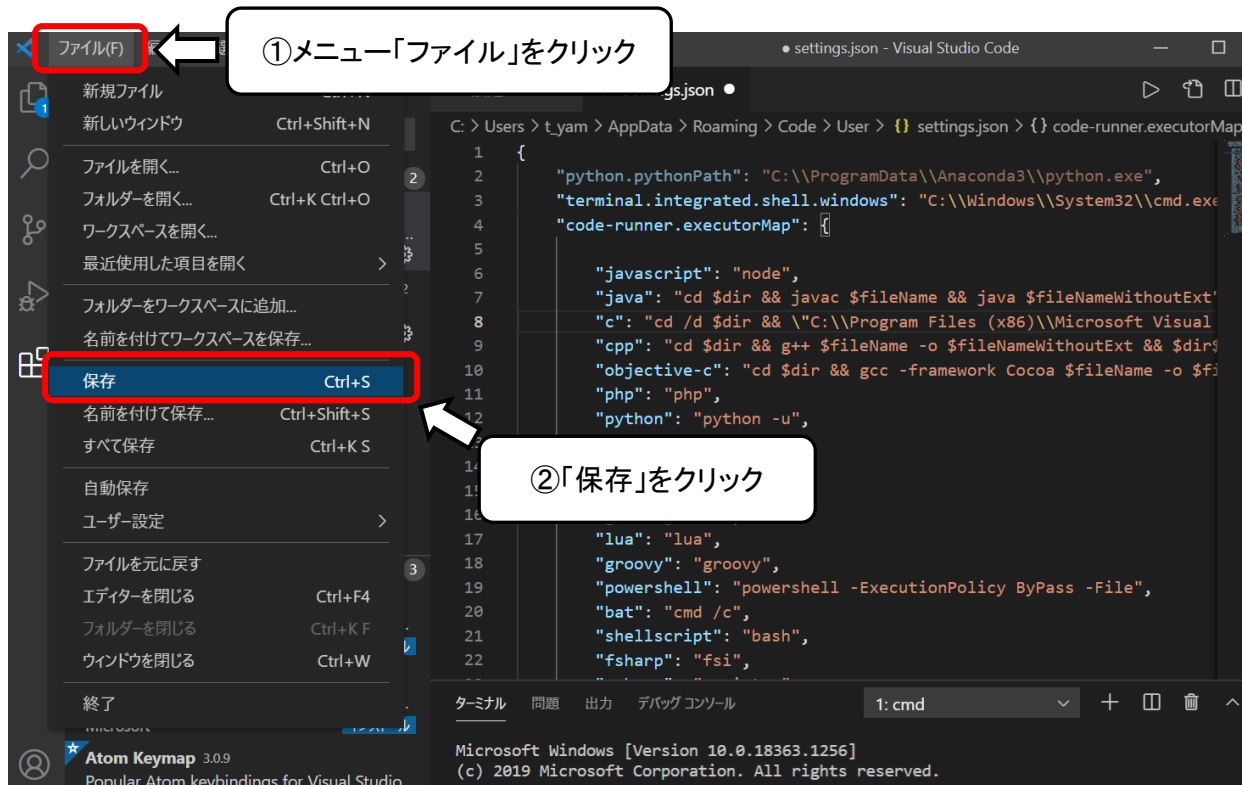 ①メニュー「ファイル」をクリック
ファイル(F)
● settings.json - Visual Studio Code
新規ファイル
新しいウィンドウ Ctrl+Shift+N
ファイルを開く... Ctrl+O
フォルダーを開く... Ctrl+K Ctrl+O
ワークスペースを開く...
最近使用した項目を開く >
フォルダーをワークスペースに追加...
名前を付けてワークスペースを保存...
保存 Ctrl+S
名前を付けて保存... Ctrl+Shift+S
すべて保存 Ctrl+K S
自動保存
ユーザー設定 >
ファイルを元に戻す
エディターを閉じる Ctrl+F4
フォルダーを閉じる Ctrl+K F
ウィンドウを閉じる Ctrl+W
終了
1
2
3
②「保存」をクリック
gs.json ●
C: > Users > t_yam > AppData > Roaming > Code > User > {} settings.json > {} code-runner.executorMap
1 {
2 "python.pythonPath": "C:\\ProgramData\\Anaconda3\\python.exe",
3 "terminal.integrated.shell.windows": "C:\\Windows\\System32\\cmd.exe
4 "code-runner.executorMap": {
5
6 "javascript": "node",
7 "java": "cd $dir && javac $fileName && java $fileNameWithoutExt"
8 "c": "cd /d $dir && \"C:\\Program Files (x86)\\Microsoft Visual
9 "cpp": "cd $dir && g++ $fileName -o $fileNameWithoutExt && $dir$
10 "objective-c": "cd $dir && gcc -framework Cocoa $fileName -o $fi
11 "php": "php",
12 "python": "python -u",
17 "lua": "lua",
18 "groovy": "groovy",
19 "powershell": "powershell -ExecutionPolicy ByPass -File",
20 "bat": "cmd /c",
21 "shellscript": "bash",
22 "fsharp": "fsi",
ターミナル 問題 出力 デバッグ コンソール 1: cmd
Microsoft Windows [Version 10.0.18363.1256]
(c) 2019 Microsoft Corporation. All rights reserved.
Atom Keymap 3.0.9
Popular Atom keybindings for Visual Studio